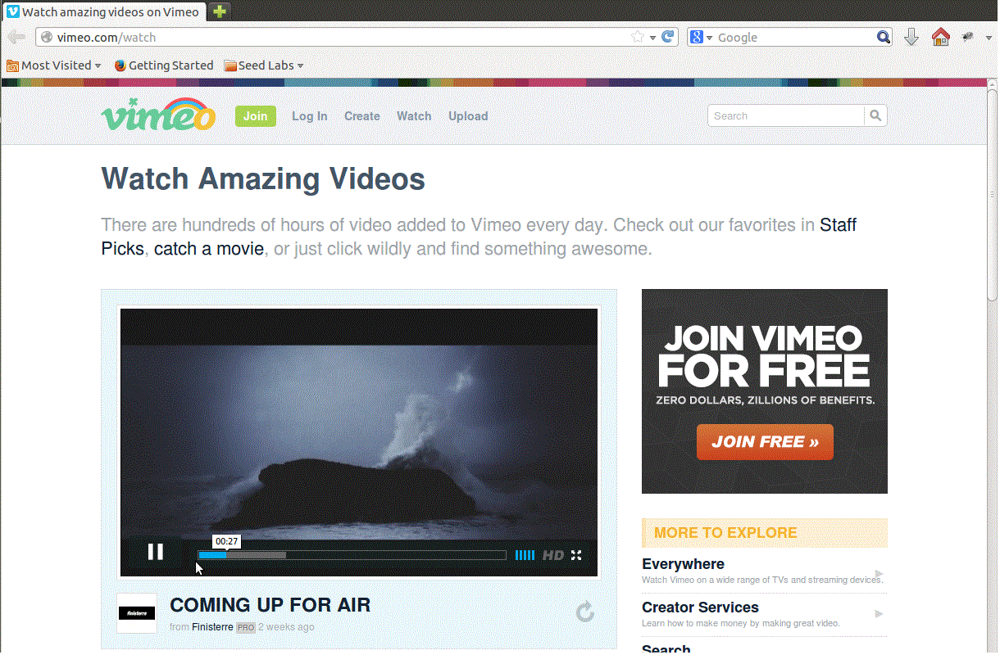 Watch amazing videos on Vimeo
vimeo.com/watch
Google
Most Visited Getting Started Seed Labs
vimeo Join Log In Create Watch Upload Search
Watch Amazing Videos
There are hundreds of hours of video added to Vimeo every day. Check out our favorites in Staff
Picks, catch a movie, or just click wildly and find something awesome.
00:27
HD
finisterre
COMING UP FOR AIR
from Finisterre PRO 2 weeks ago
JOIN VIMEO
FOR FREE
ZERO DOLLARS, ZILLIONS OF BENEFITS.
JOIN FREE »
MORE TO EXPLORE
Everywhere
Watch Vimeo on a wide range of TVs and streaming devices.
Creator Services
Learn how to make money by making great video.
Search